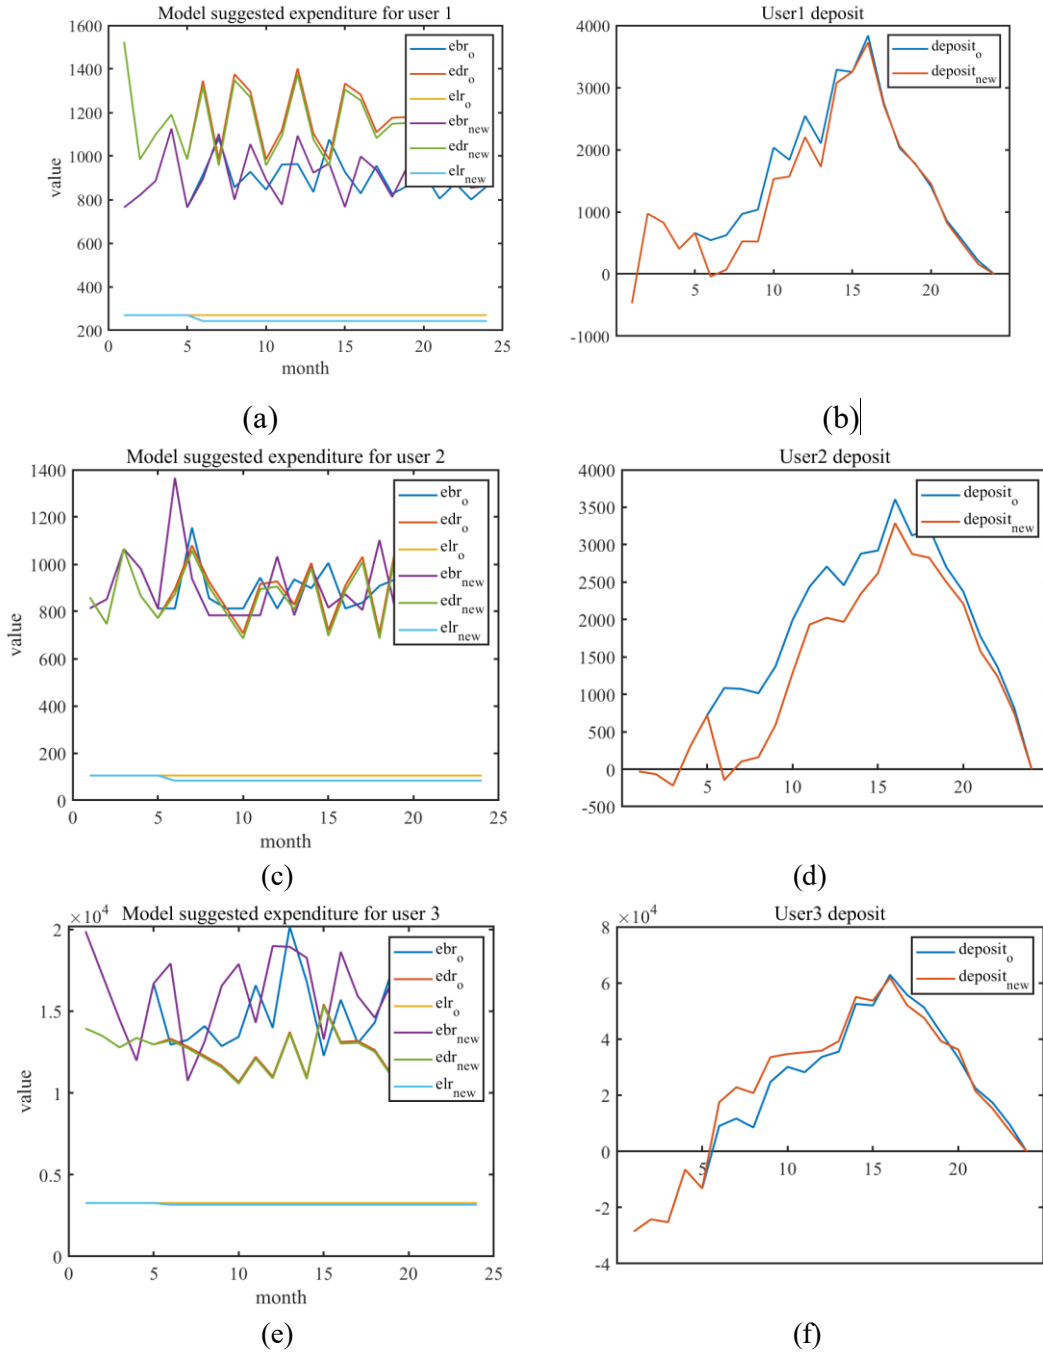 Model suggested expenditure for user 1
1600
1400
1200
1000
800
600
400
200
0 5 10 15 20 25
value
month
ebr_o
edr_o
elr_o
ebr_new
edr_new
elr_new
(a)
User1 deposit
4000
3000
2000
1000
0
-1000
5 10 15 20
deposit_o
deposit_new
(b)
Model suggested expenditure for user 2
1400
1200
1000
800
600
400
200
0
0 5 10 15 20 25
value
month
ebr_o
edr_o
elr_o
ebr_new
edr_new
elr_new
(c)
User2 deposit
4000
3500
3000
2500
2000
1500
1000
500
0
-500
5 10 15 20
deposit_o
deposit_new
(d)
×10^4 Model suggested expenditure for user 3
2
1.5
1
0.5
0
0 5 10 15 20 25
value
month
ebr_o
edr_o
elr_o
ebr_new
edr_new
elr_new
(e)
×10^4 User3 deposit
8
6
4
2
0
-2
-4
5 10 15 20
deposit_o
deposit_new
(f)